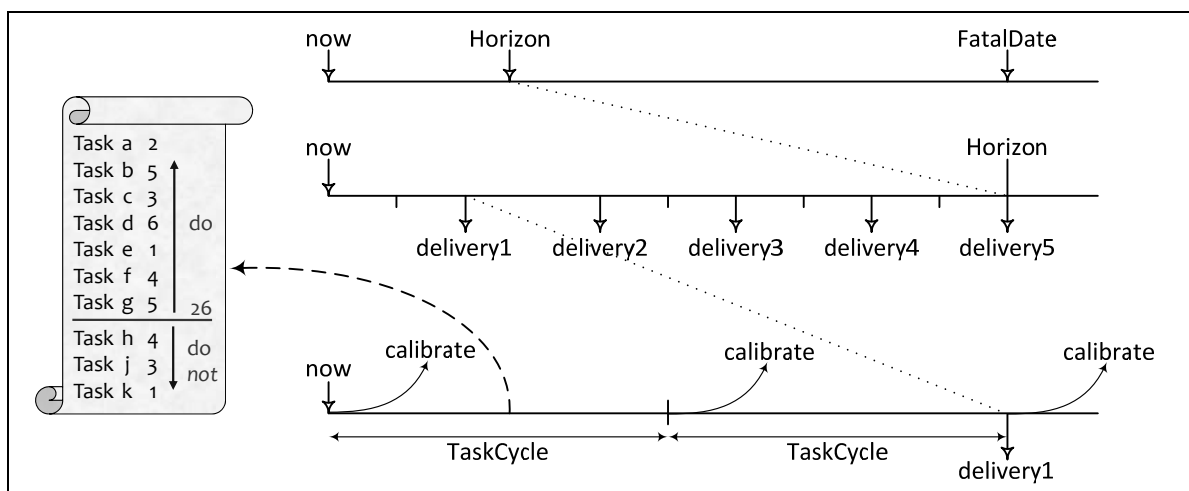 now Horizon FatalDate
Task a 2
Task b 5
Task c 3
Task d 6
Task e 1
Task f 4
Task g 5
do
26
Task h 4
Task j 3
Task k 1
do
not
now Horizon
delivery1 delivery2 delivery3 delivery4 delivery5
now calibrate calibrate calibrate
TaskCycle TaskCycle
delivery1